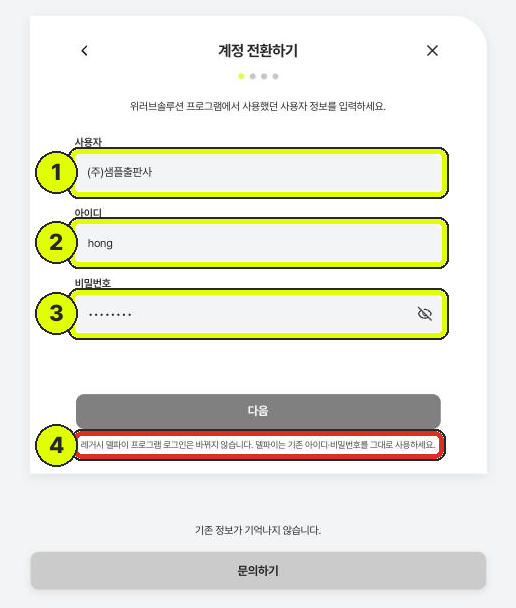 계정 전환하기
위러브솔루션 프로그램에서 사용했던 사용자 정보를 입력하세요.
사용자
1
(주)샘플출판사
아이디
2
hong
비밀번호
3
••••••••
다음
4
레거시 델파이 프로그램 로그인은 바뀌지 않습니다. 델파이는 기존 아이디·비밀번호를 그대로 사용하세요.
기존 정보가 기억나지 않습니다.
문의하기